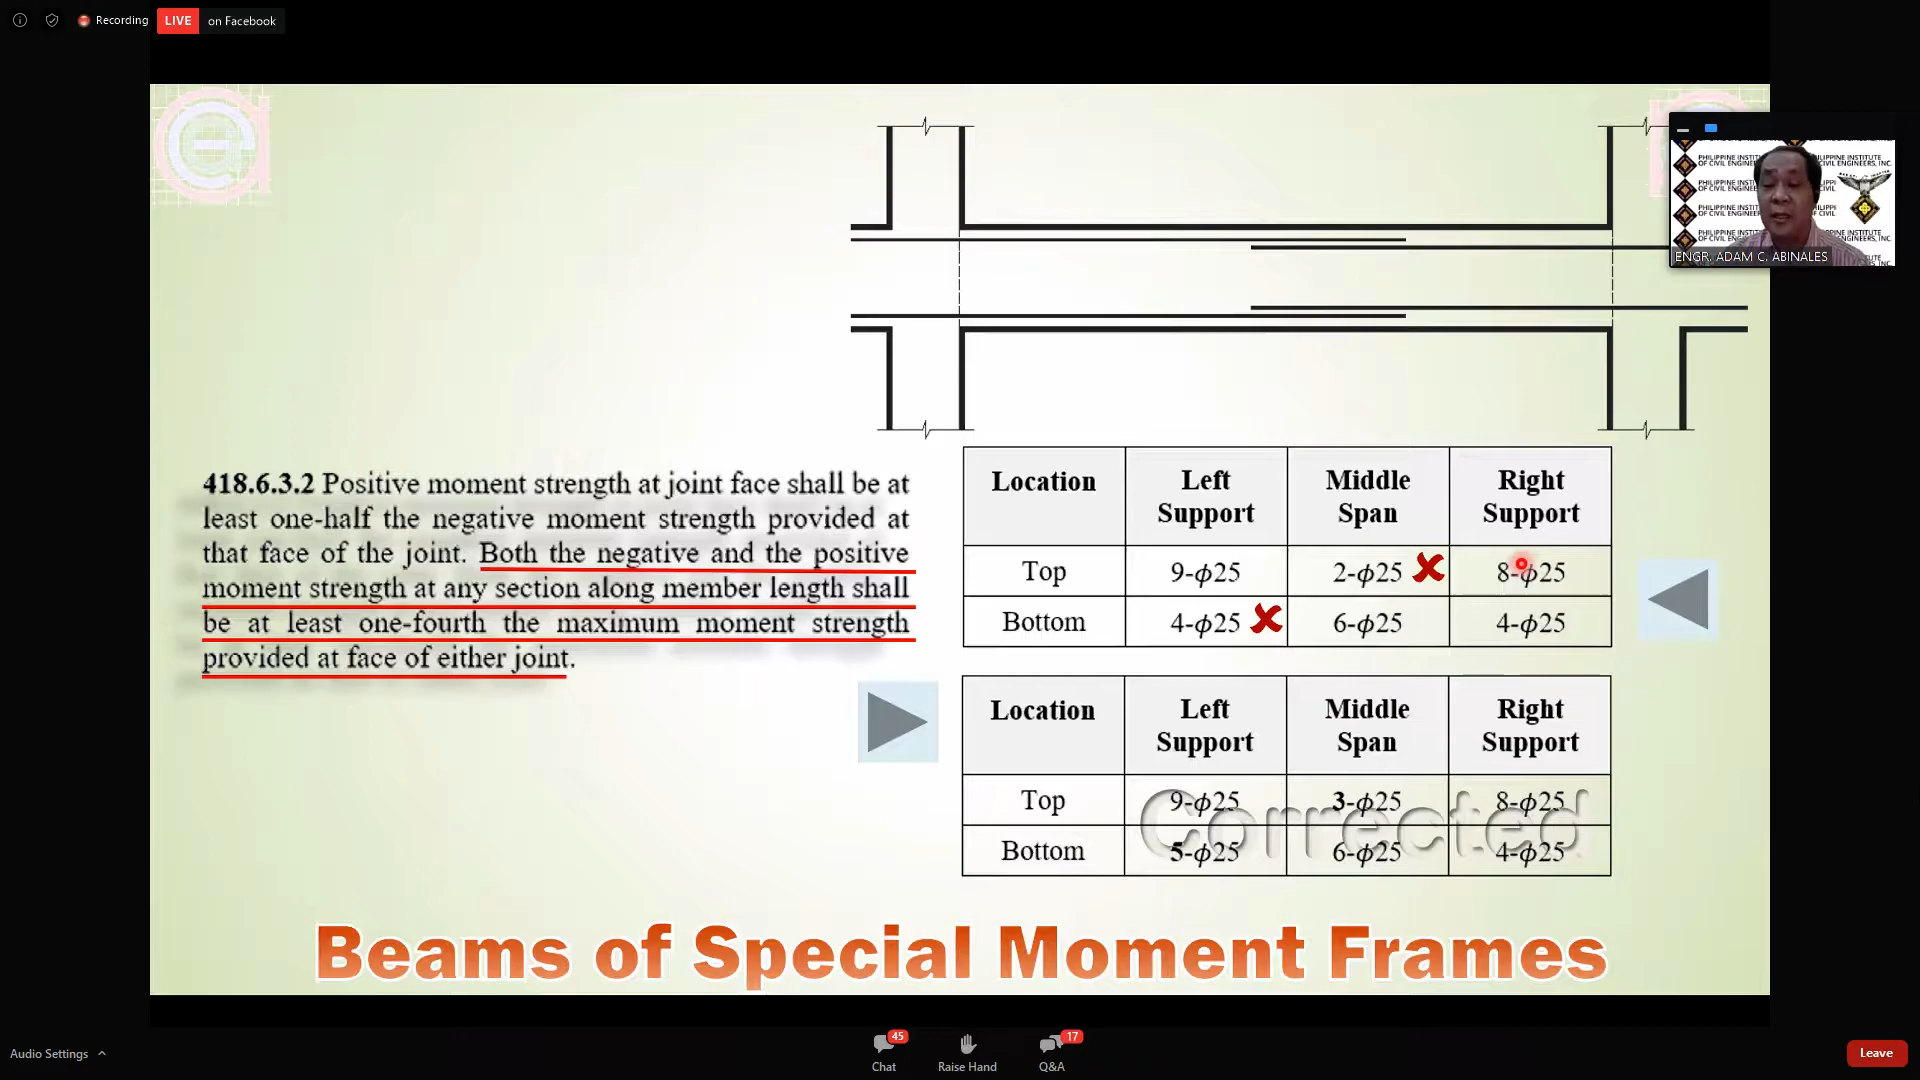 Recording
LIVE on Facebook
PHILIPPINE INSTITUTE
OF CIVIL ENGINEERS, INC.
ENGR. ADAM C. ABINALES
418.6.3.2 Positive moment strength at joint face shall be at
least one-half the negative moment strength provided at
that face of the joint. Both the negative and the positive
moment strength at any section along member length shall
be at least one-fourth the maximum moment strength
provided at face of either joint.
Location Left Support Middle Span Right Support
Top 9-ϕ25 2-ϕ25 8-ϕ25
Bottom 4-ϕ25 6-ϕ25 4-ϕ25
Location Left Support Middle Span Right Support
Top 9-ϕ25 3-ϕ25 8-ϕ25
Corrected
Bottom 5-ϕ25 6-ϕ25 4-ϕ25
Beams of Special Moment Frames
Audio Settings
45
Chat
Raise Hand
17
Q&A
Leave